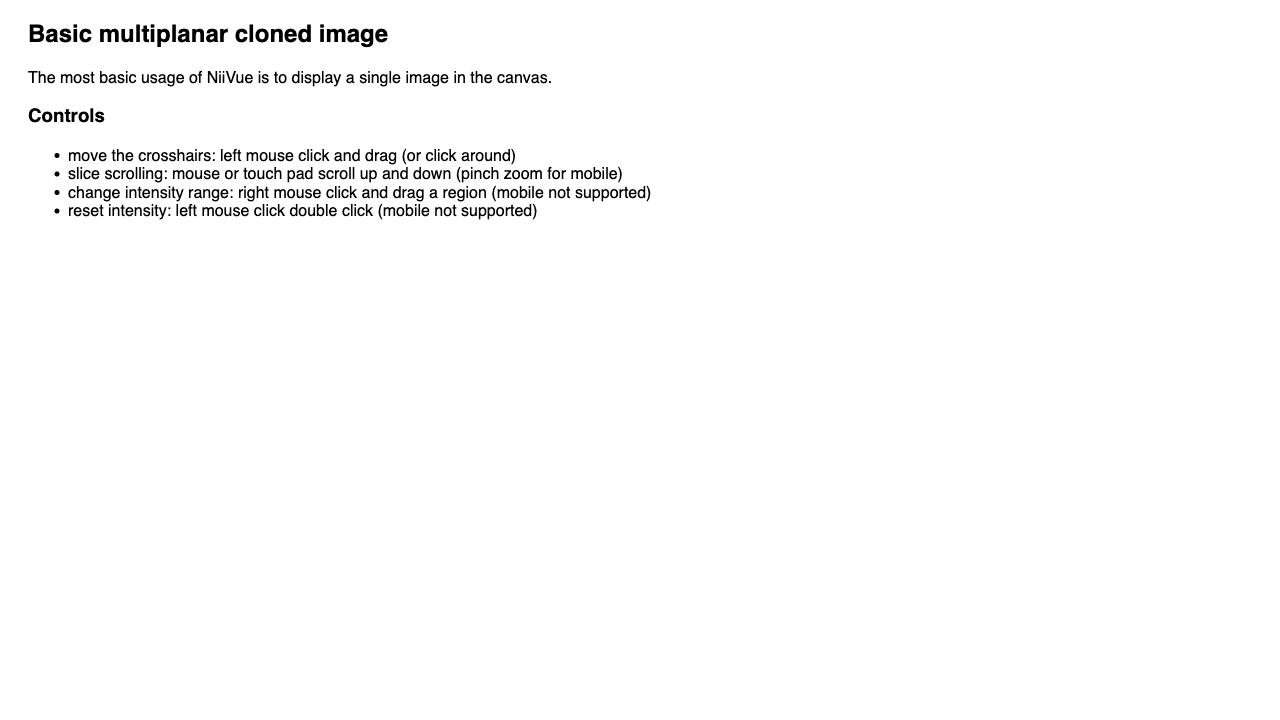 Basic multiplanar cloned image
The most basic usage of NiiVue is to display a single image in the canvas.
Controls
• move the crosshairs: left mouse click and drag (or click around)
• slice scrolling: mouse or touch pad scroll up and down (pinch zoom for mobile)
• change intensity range: right mouse click and drag a region (mobile not supported)
• reset intensity: left mouse click double click (mobile not supported)